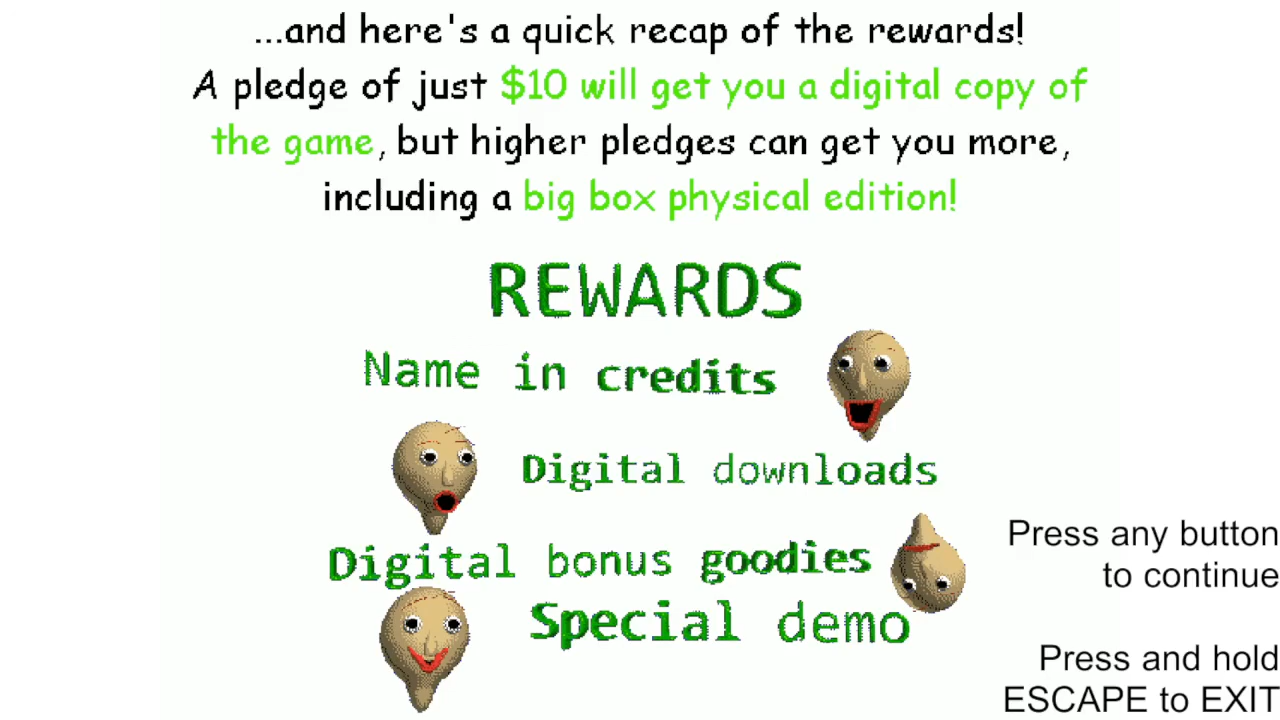 ...and here's a quick recap of the rewards!
A pledge of just $10 will get you a digital copy of
the game, but higher pledges can get you more,
including a big box physical edition!
REWARDS
Name in credits
Digital downloads
Digital bonus goodies
Special demo
Press any button
to continue
Press and hold
ESCAPE to EXIT